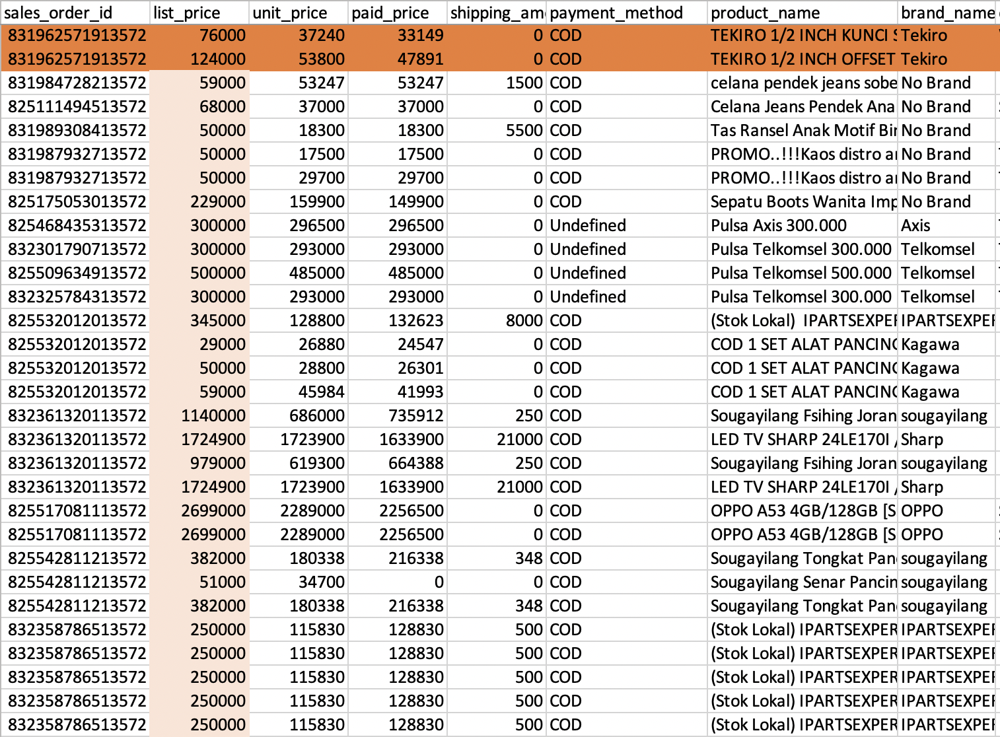 sales_order_id list_price unit_price paid_price shipping_am payment_method product_name brand_name
831962571913572 76000 37240 33149 0 COD TEKIRO 1/2 INCH KUNCI Tekiro
831962571913572 124000 53800 47891 0 COD TEKIRO 1/2 INCH OFFSET Tekiro
831984728213572 59000 53247 53247 1500 COD celana pendek jeans sobe No Brand
825111494513572 68000 37000 37000 0 COD Celana Jeans Pendek Ana No Brand
831989308413572 50000 18300 18300 5500 COD Tas Ransel Anak Motif Bi No Brand
831987932713572 50000 17500 17500 0 COD PROMO..!!!Kaos distro a No Brand
831987932713572 50000 29700 29700 0 COD PROMO..!!!Kaos distro a No Brand
825175053013572 229000 159900 149900 0 COD Sepatu Boots Wanita Imp No Brand
825468435313572 300000 296500 296500 0 Undefined Pulsa Axis 300.000 Axis
832301790713572 300000 293000 293000 0 Undefined Pulsa Telkomsel 300.000 Telkomsel
825509634913572 500000 485000 485000 0 Undefined Pulsa Telkomsel 500.000 Telkomsel
832325784313572 300000 293000 293000 0 Undefined Pulsa Telkomsel 300.000 Telkomsel
825532012013572 345000 128800 132623 8000 COD (Stok Lokal) IPARTSEXPE IPARTSEXPE
825532012013572 29000 26880 24547 0 COD COD 1 SET ALAT PANCING Kagawa
825532012013572 50000 28800 26301 0 COD COD 1 SET ALAT PANCING Kagawa
825532012013572 59000 45984 41993 0 COD COD 1 SET ALAT PANCING Kagawa
832361320113572 1140000 686000 735912 250 COD Sougayilang Fsihing Joran sougayilang
832361320113572 1724900 1723900 1633900 21000 COD LED TV SHARP 24LE170I / Sharp
832361320113572 979000 619300 664388 250 COD Sougayilang Fsihing Joran sougayilang
832361320113572 1724900 1723900 1633900 21000 COD LED TV SHARP 24LE170I / Sharp
825517081113572 2699000 2289000 2256500 0 COD OPPO A53 4GB/128GB [S OPPO
825517081113572 2699000 2289000 2256500 0 COD OPPO A53 4GB/128GB [S OPPO
825542811213572 382000 180338 216338 348 COD Sougayilang Tongkat Pan sougayilang
825542811213572 51000 34700 0 0 COD Sougayilang Senar Pancin sougayilang
825542811213572 382000 180338 216338 348 COD Sougayilang Tongkat Pan sougayilang
832358786513572 250000 115830 128830 500 COD (Stok Lokal) IPARTSEXPER IPARTSEXPE
832358786513572 250000 115830 128830 500 COD (Stok Lokal) IPARTSEXPER IPARTSEXPE
832358786513572 250000 115830 128830 500 COD (Stok Lokal) IPARTSEXPER IPARTSEXPE
832358786513572 250000 115830 128830 500 COD (Stok Lokal) IPARTSEXPER IPARTSEXPE
832358786513572 250000 115830 128830 500 COD (Stok Lokal) IPARTSEXPER IPARTSEXPE